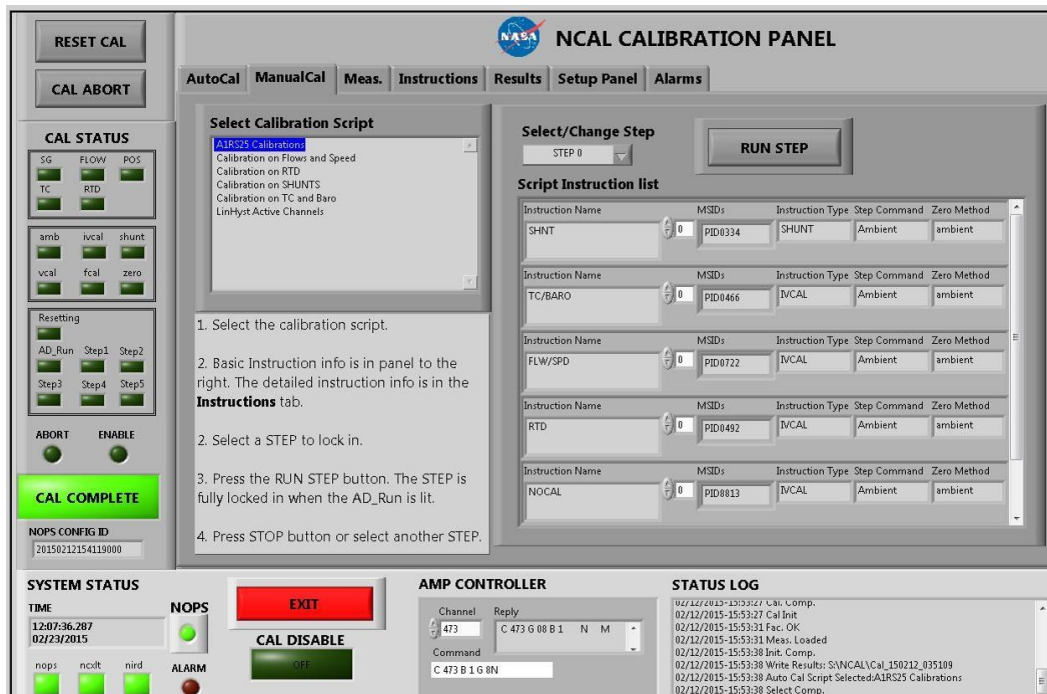 RESET CAL
CAL ABORT
NASA
NCAL CALIBRATION PANEL
AutoCal ManualCal Meas. Instructions Results Setup Panel Alarms
CAL STATUS
SG FLOW POS
TC RTD
amb ivcal shunt
vcal fcal zero
Resetting
AD_Run Step1 Step2
Step3 Step4 Step5
ABORT ENABLE
CAL COMPLETE
NOPS CONFIG ID
20150212154119000
Select Calibration Script
A1RS25 Calibrations
Calibration on Flows and Speed
Calibration on RTD
Calibration on SHUNTS
Calibration on TC and Baro
LinHyst Active Channels
1. Select the calibration script.
2. Basic Instruction info is in panel to the
right. The detailed instruction info is in the
Instructions tab.
2. Select a STEP to lock in.
3. Press the RUN STEP button. The STEP is
fully locked in when the AD_Run is lit.
4. Press STOP button or select another STEP.
Select/Change Step
STEP 0
RUN STEP
Script Instruction list
Instruction Name MSIDs Instruction Type Step Command Zero Method
SHNT 0 PID0334 SHUNT Ambient ambient
Instruction Name MSIDs Instruction Type Step Command Zero Method
TC/BARO 0 PID0466 IVCAL Ambient ambient
Instruction Name MSIDs Instruction Type Step Command Zero Method
FLW/SPD 0 PID0722 IVCAL Ambient ambient
Instruction Name MSIDs Instruction Type Step Command Zero Method
RTD 0 PID0492 IVCAL Ambient ambient
Instruction Name MSIDs Instruction Type Step Command Zero Method
NOCAL 0 PID8813 IVCAL Ambient ambient
SYSTEM STATUS
TIME
12:07:36.287
02/23/2015
nops ncxlt nird
NOPS
ALARM
EXIT
CAL DISABLE
OFF
AMP CONTROLLER
Channel Reply
473 C 473 G 08 B 1 N M
Command
C 473 B 1 G 8N
STATUS LOG
02/12/2015-15:53:27 Cal. Comp.
02/12/2015-15:53:27 Cal Init
02/12/2015-15:53:31 Fac. OK
02/12/2015-15:53:31 Meas. Loaded
02/12/2015-15:53:38 Init. Comp.
02/12/2015-15:53:38 Write Results: S:\NCAL\Cal_150212_035109
02/12/2015-15:53:38 Auto Cal Script Selected:A1RS25 Calibrations
02/12/2015-15:53:38 Select Comp.